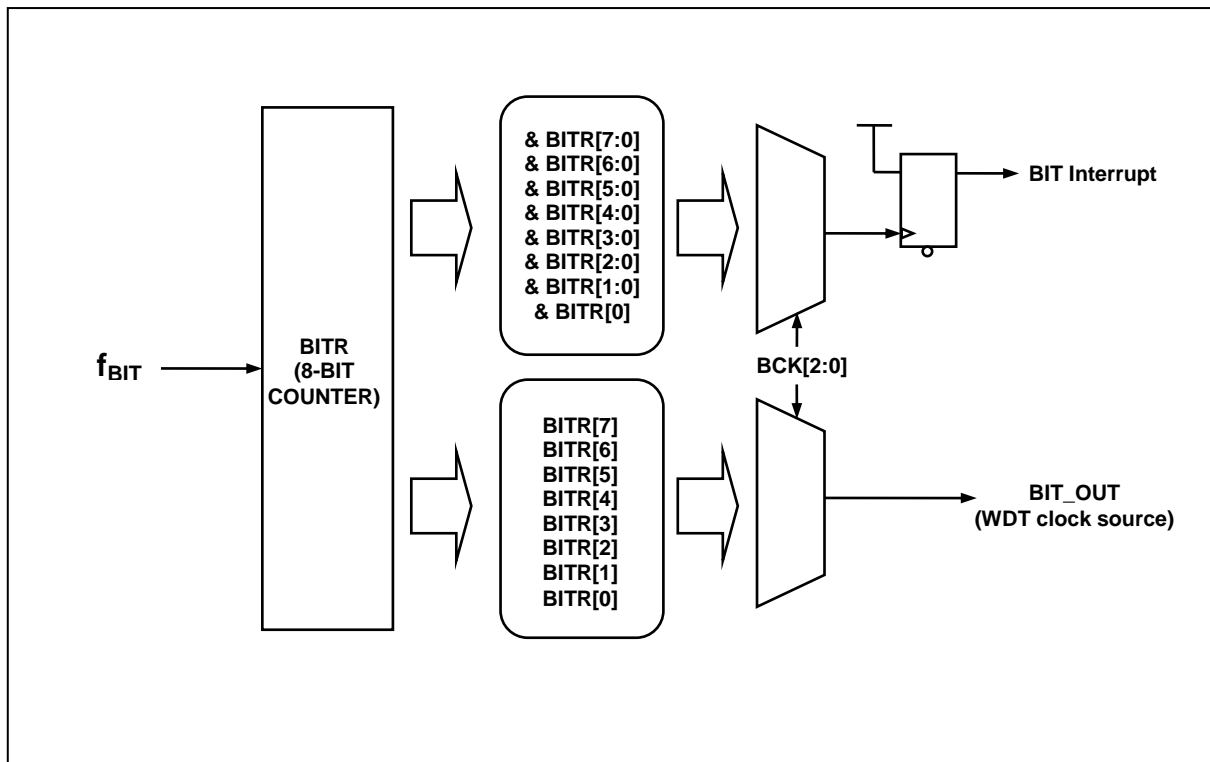 & BITR[7:0]
& BITR[6:0]
& BITR[5:0]
& BITR[4:0]
& BITR[3:0]
& BITR[2:0]
& BITR[1:0]
& BITR[0]
BIT Interrupt
fBIT
BITR
(8-BIT
COUNTER)
BCK[2:0]
BITR[7]
BITR[6]
BITR[5]
BITR[4]
BITR[3]
BITR[2]
BITR[1]
BITR[0]
BIT_OUT
(WDT clock source)